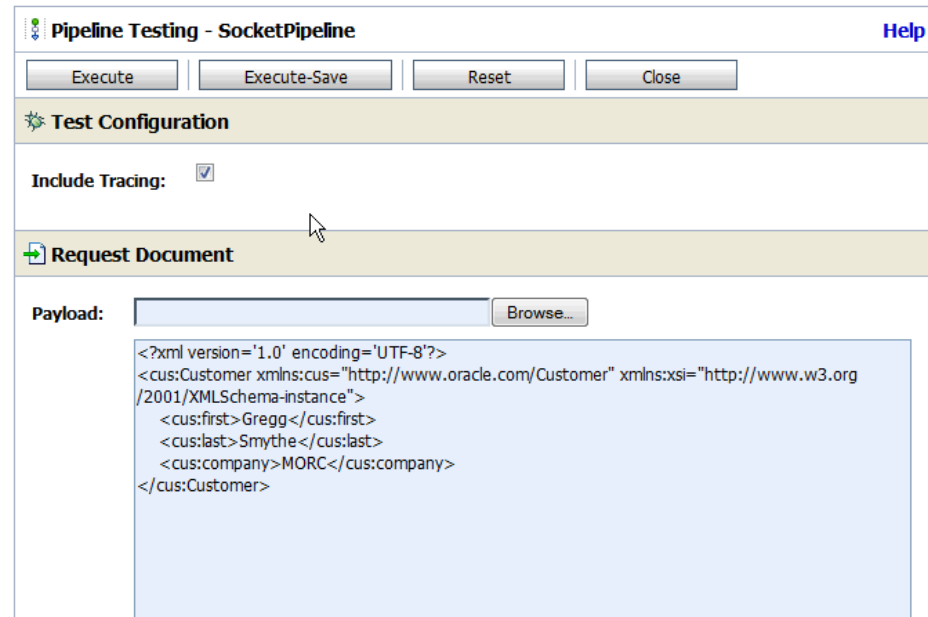 Pipeline Testing - SocketPipeline
Help
Execute
Execute-Save
Reset
Close
Test Configuration
Include Tracing:
Request Document
Payload:
Browse...
<?xml version='1.0' encoding='UTF-8'?>
<cus:Customer xmlns:cus="http://www.oracle.com/Customer" xmlns:xsi="http://www.w3.org
/2001/XMLSchema-instance">
<cus:first>Gregg</cus:first>
<cus:last>Smythe</cus:last>
<cus:company>MORC</cus:company>
</cus:Customer>